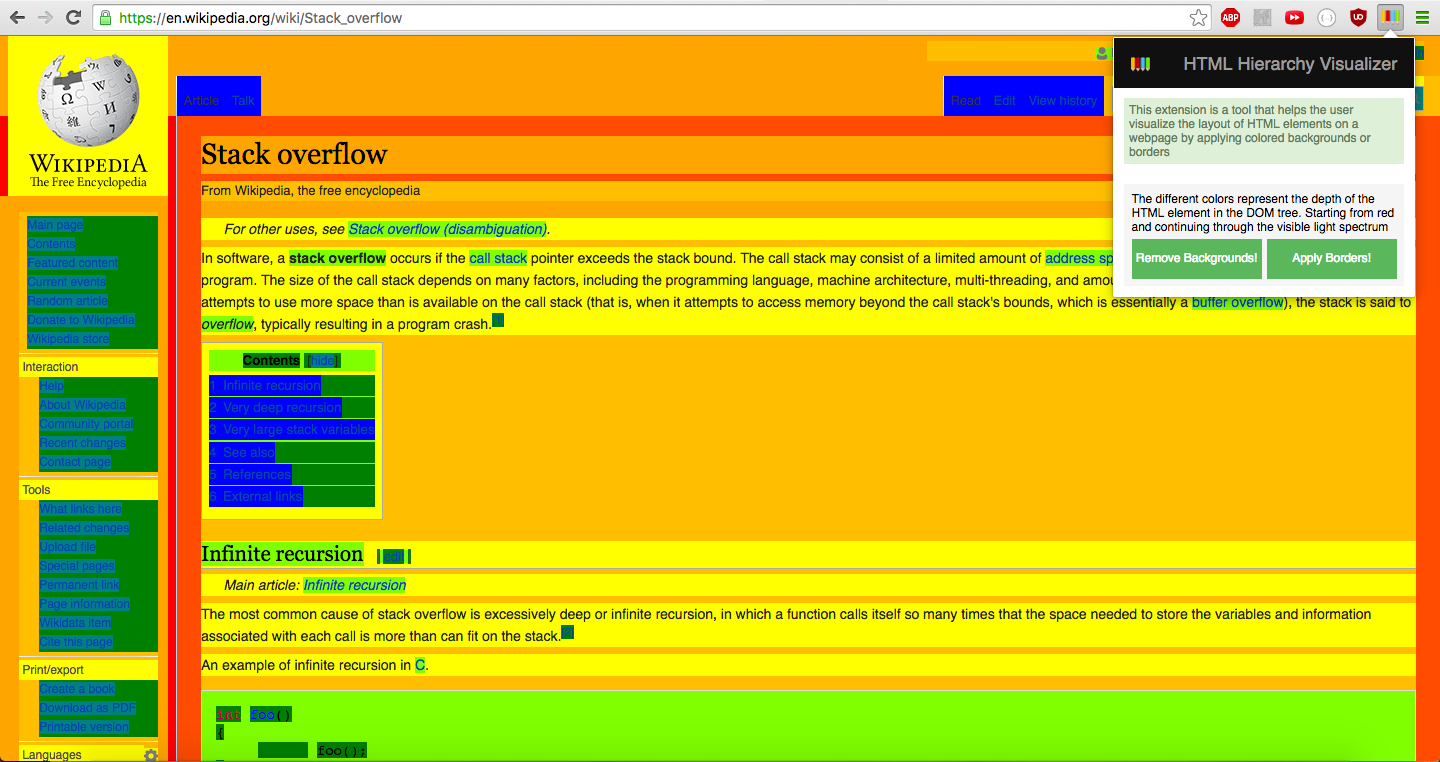 https://en.wikipedia.org/wiki/Stack_overflow
ABP
HTML Hierarchy Visualizer
This extension is a tool that helps the user
visualize the layout of HTML elements on a
webpage by applying colored backgrounds or
borders
The different colors represent the depth of the
HTML element in the DOM tree. Starting from red
and continuing through the visible light spectrum
Remove Backgrounds! Apply Borders!
WIKIPEDIA
The Free Encyclopedia
Main page
Contents
Featured content
Current events
Random article
Donate to Wikipedia
Wikipedia store
Interaction
Help
About Wikipedia
Community portal
Recent changes
Contact page
Tools
What links here
Related changes
Upload file
Special pages
Permanent link
Page information
Wikidata item
Cite this page
Print/export
Create a book
Download as PDF
Printable version
Languages
Article Talk
Read Edit View history
Stack overflow
From Wikipedia, the free encyclopedia
For other uses, see Stack overflow (disambiguation).
In software, a stack overflow occurs if the call stack pointer exceeds the stack bound. The call stack may consist of a limited amount of address
program. The size of the call stack depends on many factors, including the programming language, machine architecture, multi-threading, and
attempts to use more space than is available on the call stack (that is, when it attempts to access memory beyond the call stack's bounds, which is essentially a buffer overflow), the stack is said to
overflow, typically resulting in a program crash.
Contents [hide]
1 Infinite recursion
2 Very deep recursion
3 Very large stack variables
4 See also
5 References
6 External links
Infinite recursion [ edit ]
Main article: Infinite recursion
The most common cause of stack overflow is excessively deep or infinite recursion, in which a function calls itself so many times that the space needed to store the variables and information
associated with each call is more than can fit on the stack.
An example of infinite recursion in C.
int foo()
{
foo();